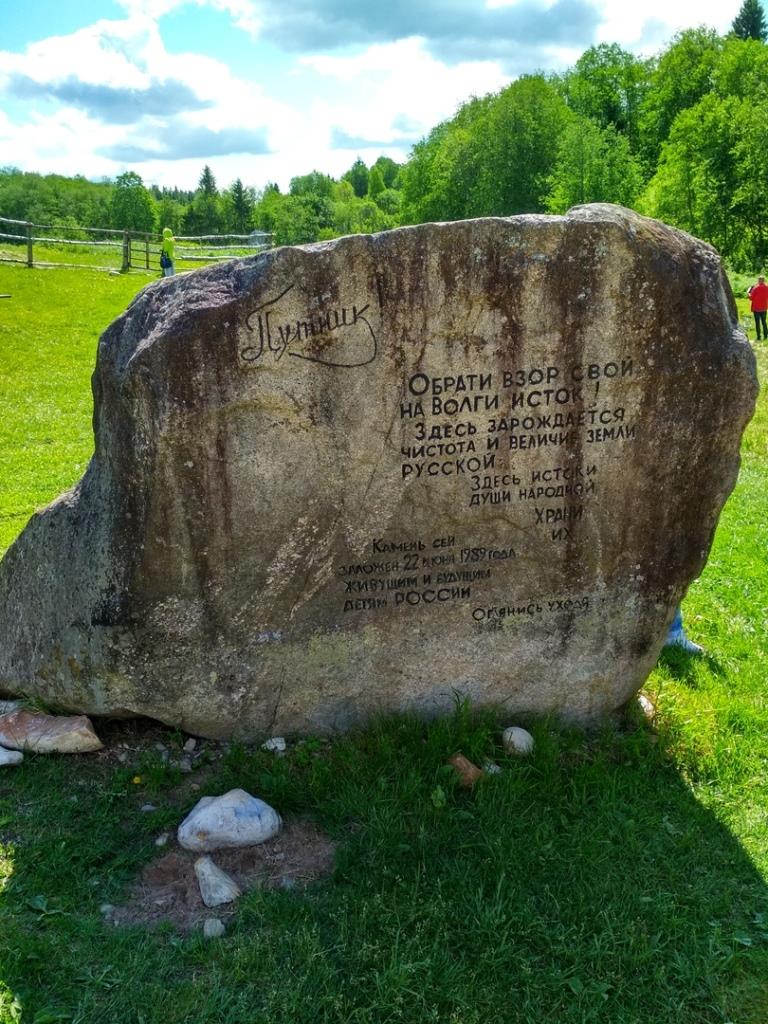 Путник!
Обрати взор свой
на Волги исток!
Здесь зарождается
чистота и величие земли
русской.
Здесь истоки
души народной
Храни
их
Камень сей
заложен 22 июня 1989 года
живущим и будущим
детям России
Оглянись уходя